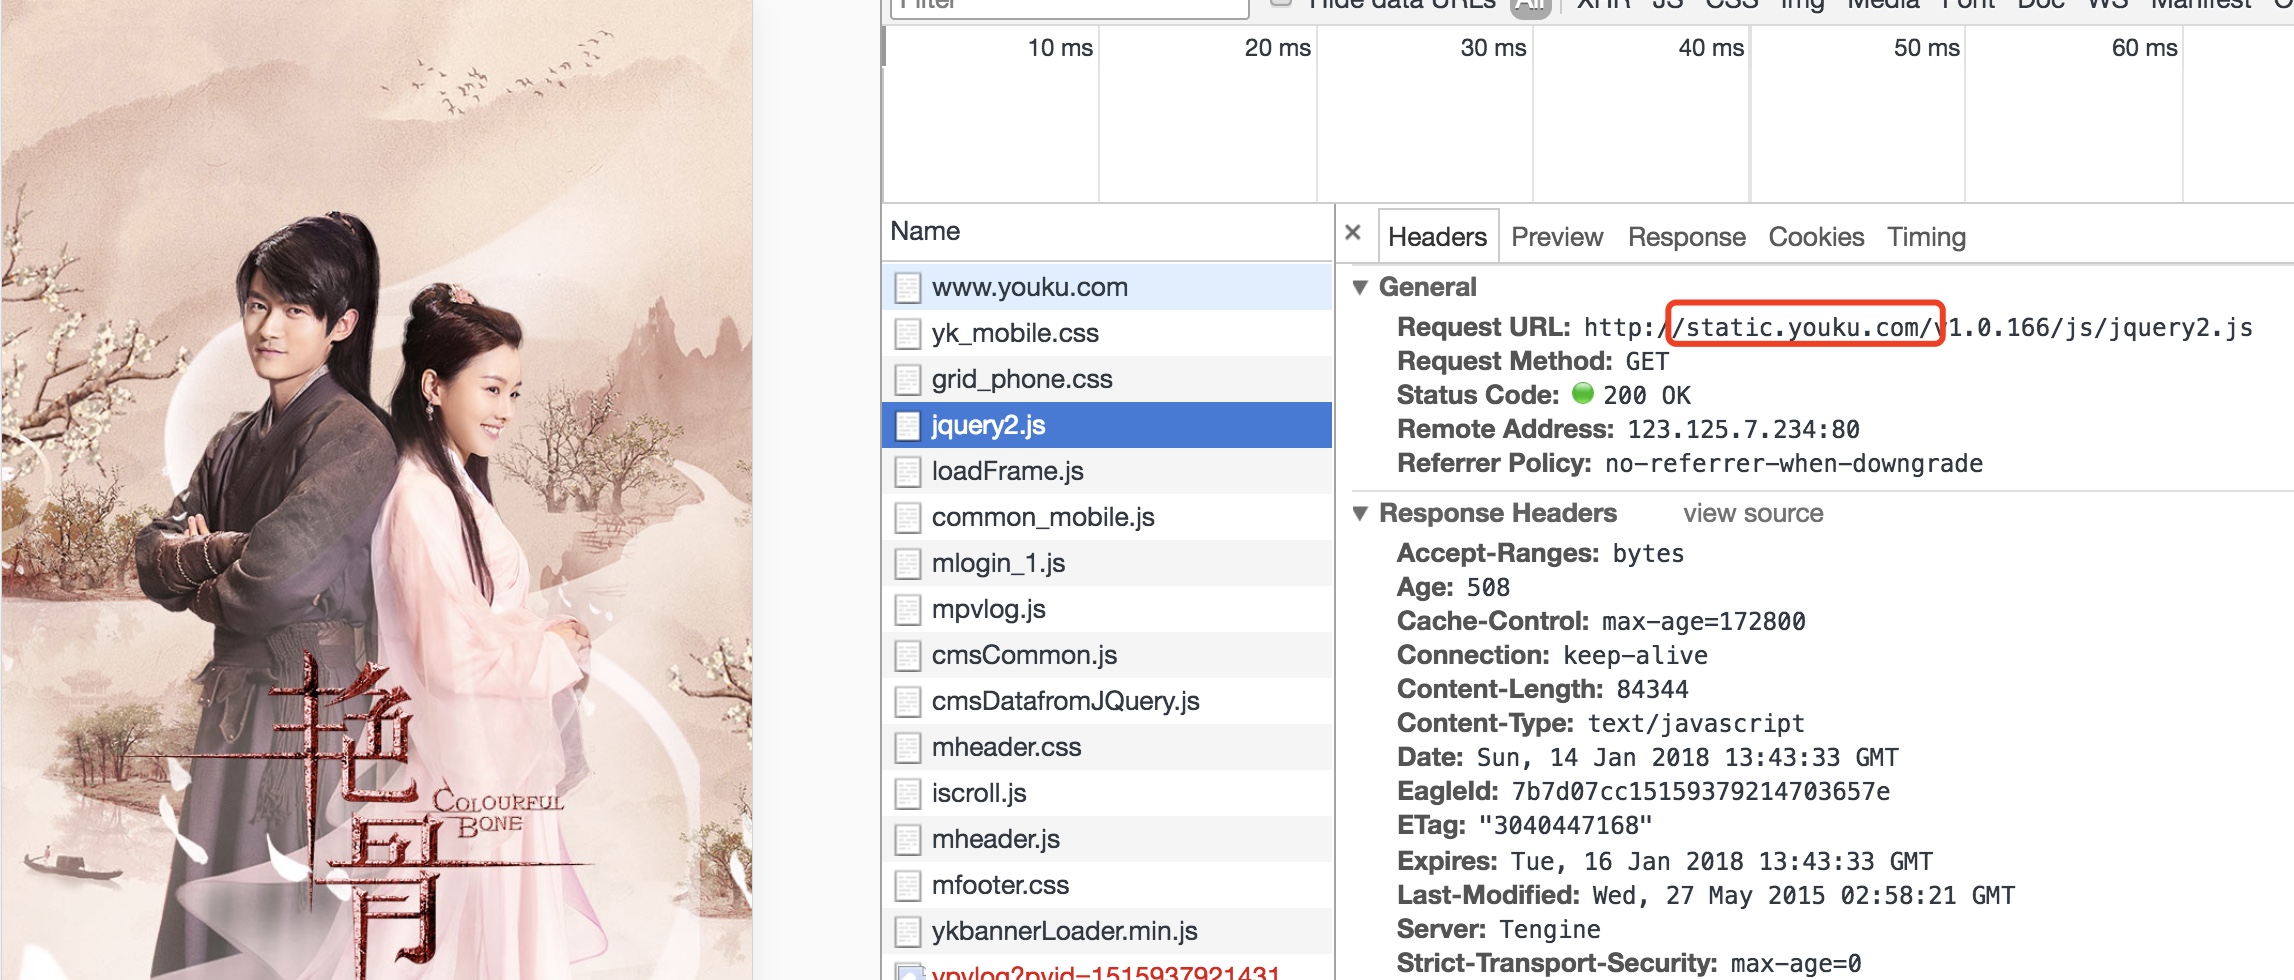 Filter Hide data URLs All XHR JS CSS Img Media Font Doc WS Manifest
10 ms 20 ms 30 ms 40 ms 50 ms 60 ms
Name
www.youku.com
yk_mobile.css
grid_phone.css
jquery2.js
loadFrame.js
common_mobile.js
mlogin_1.js
mpvlog.js
cmsCommon.js
cmsDatafromJQuery.js
mheader.css
iscroll.js
mheader.js
mfooter.css
ykbannerLoader.min.js
ypvlog?pvid=1515937921431
× Headers Preview Response Cookies Timing
▼ General
Request URL: http://static.youku.com/v1.0.166/js/jquery2.js
Request Method: GET
Status Code: 200 OK
Remote Address: 123.125.7.234:80
Referrer Policy: no-referrer-when-downgrade
▼ Response Headers view source
Accept-Ranges: bytes
Age: 508
Cache-Control: max-age=172800
Connection: keep-alive
Content-Length: 84344
Content-Type: text/javascript
Date: Sun, 14 Jan 2018 13:43:33 GMT
EagleId: 7b7d07cc15159379214703657e
ETag: "3040447168"
Expires: Tue, 16 Jan 2018 13:43:33 GMT
Last-Modified: Wed, 27 May 2015 02:58:21 GMT
Server: Tengine
Strict-Transport-Security: max-age=0
艳骨
COLOURFUL
BONE